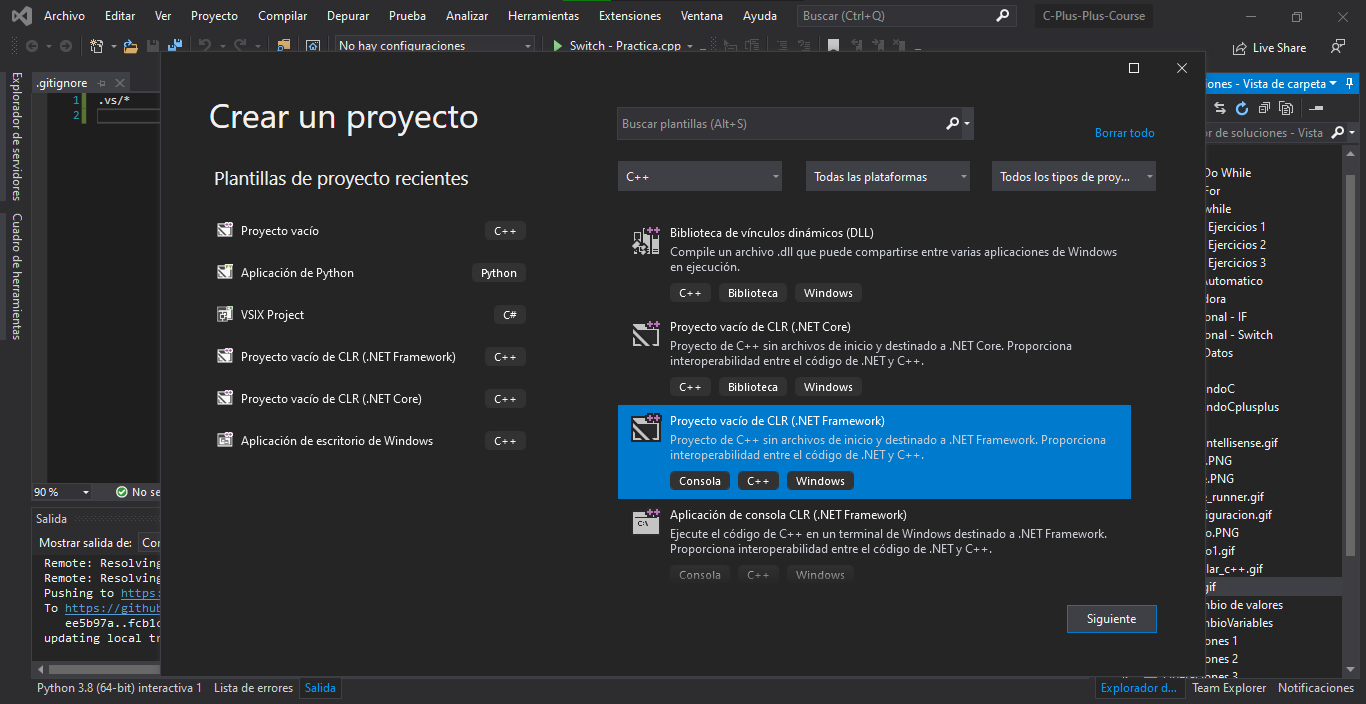 Archivo Editar Ver Proyecto Compilar Depurar Prueba Analizar Herramientas Extensiones Ventana Ayuda Buscar (Ctrl+Q) C-Plus-Plus-Course
No hay configuraciones Switch - Practica.cpp Live Share
Explorador de servidores
Cuadro de herramientas
.gitignore
1 .vs/*
2
90 % No se
Salida
Mostrar salida de: Cor
Remote: Resolving
Remote: Resolving
Pushing to https:
To https://github
ee5b97a..fcb1c
updating local tr
Crear un proyecto
Plantillas de proyecto recientes
Proyecto vacío C++
Aplicación de Python Python
VSIX Project C#
Proyecto vacío de CLR (.NET Framework) C++
Proyecto vacío de CLR (.NET Core) C++
Aplicación de escritorio de Windows C++
Buscar plantillas (Alt+S)
Borrar todo
C++ Todas las plataformas Todos los tipos de proy...
Biblioteca de vínculos dinámicos (DLL)
Compile un archivo .dll que puede compartirse entre varias aplicaciones de Windows
en ejecución.
C++ Biblioteca Windows
Proyecto vacío de CLR (.NET Core)
Proyecto de C++ sin archivos de inicio y destinado a .NET Core. Proporciona
interoperabilidad entre el código de .NET y C++.
C++ Biblioteca Windows
Proyecto vacío de CLR (.NET Framework)
Proyecto de C++ sin archivos de inicio y destinado a .NET Framework. Proporciona
interoperabilidad entre el código de .NET y C++.
Consola C++ Windows
Aplicación de consola CLR (.NET Framework)
Ejecute el código de C++ en un terminal de Windows destinado a .NET Framework.
Proporciona interoperabilidad entre el código de .NET y C++.
Consola C++ Windows
Siguiente
iones - Vista de carpeta
or de soluciones - Vista
Do While
For
while
Ejercicios 1
Ejercicios 2
Ejercicios 3
Automatico
dora
onal - IF
onal - Switch
Datos
ndoC
ndoCplusplus
ntellisense.gif
.PNG
e.PNG
e_runner.gif
iguracion.gif
o.PNG
o1.gif
lar_c++.gif
gif
mbio de valores
mbioVariables
ones 1
ones 2
Python 3.8 (64-bit) interactiva 1 Lista de errores Salida Explorador d... Team Explorer Notificaciones